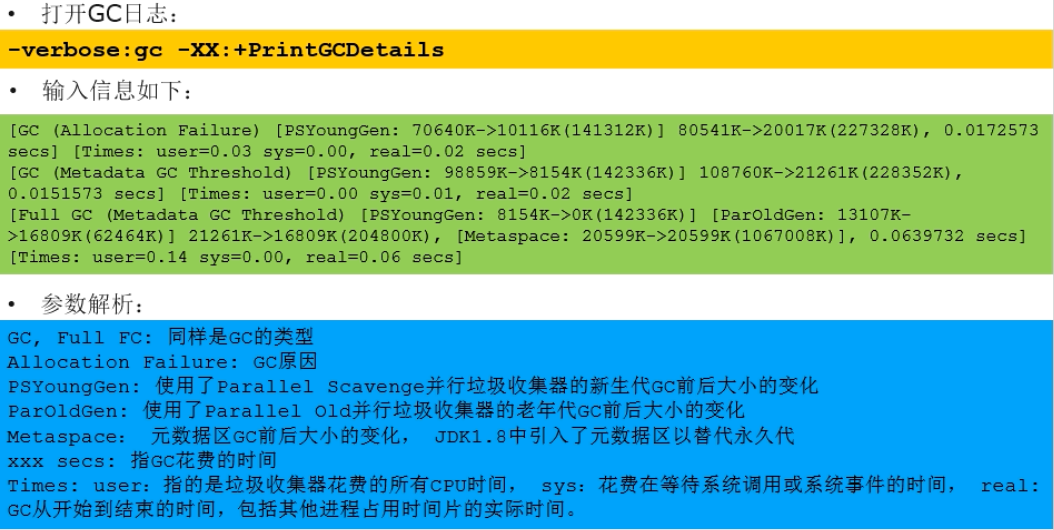 • 打开GC日志：
-verbose:gc -XX:+PrintGCDetails
• 输入信息如下：
[GC (Allocation Failure) [PSYoungGen: 70640K->10116K(141312K)] 80541K->20017K(227328K), 0.0172573
secs] [Times: user=0.03 sys=0.00, real=0.02 secs]
[GC (Metadata GC Threshold) [PSYoungGen: 98859K->8154K(142336K)] 108760K->21261K(228352K),
0.0151573 secs] [Times: user=0.00 sys=0.01, real=0.02 secs]
[Full GC (Metadata GC Threshold) [PSYoungGen: 8154K->0K(142336K)] [ParOldGen: 13107K-
>16809K(62464K)] 21261K->16809K(204800K), [Metaspace: 20599K->20599K(1067008K)], 0.0639732 secs]
[Times: user=0.14 sys=0.00, real=0.06 secs]
• 参数解析：
GC, Full FC: 同样是GC的类型
Allocation Failure: GC原因
PSYoungGen: 使用了Parallel Scavenge并行垃圾收集器的新生代GC前后大小的变化
ParOldGen: 使用了Parallel Old并行垃圾收集器的老年代GC前后大小的变化
Metaspace： 元数据区GC前后大小的变化， JDK1.8中引入了元数据区以替代永久代
xxx secs: 指GC花费的时间
Times: user：指的是垃圾收集器花费的所有CPU时间， sys：花费在等待系统调用或系统事件的时间， real：
GC从开始到结束的时间，包括其他进程占用时间片的实际时间。